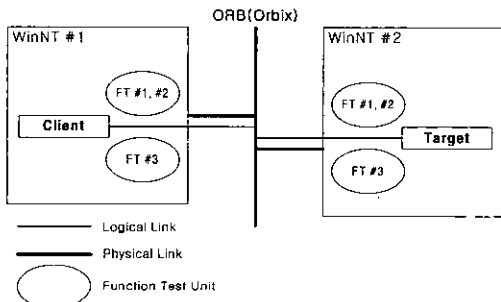 ORB(Orbix)
WinNT #1
WinNT #2
FT #1, #2
FT #1, #2
Client
Target
FT #3
FT #3
Logical Link
Physical Link
Function Test Unit